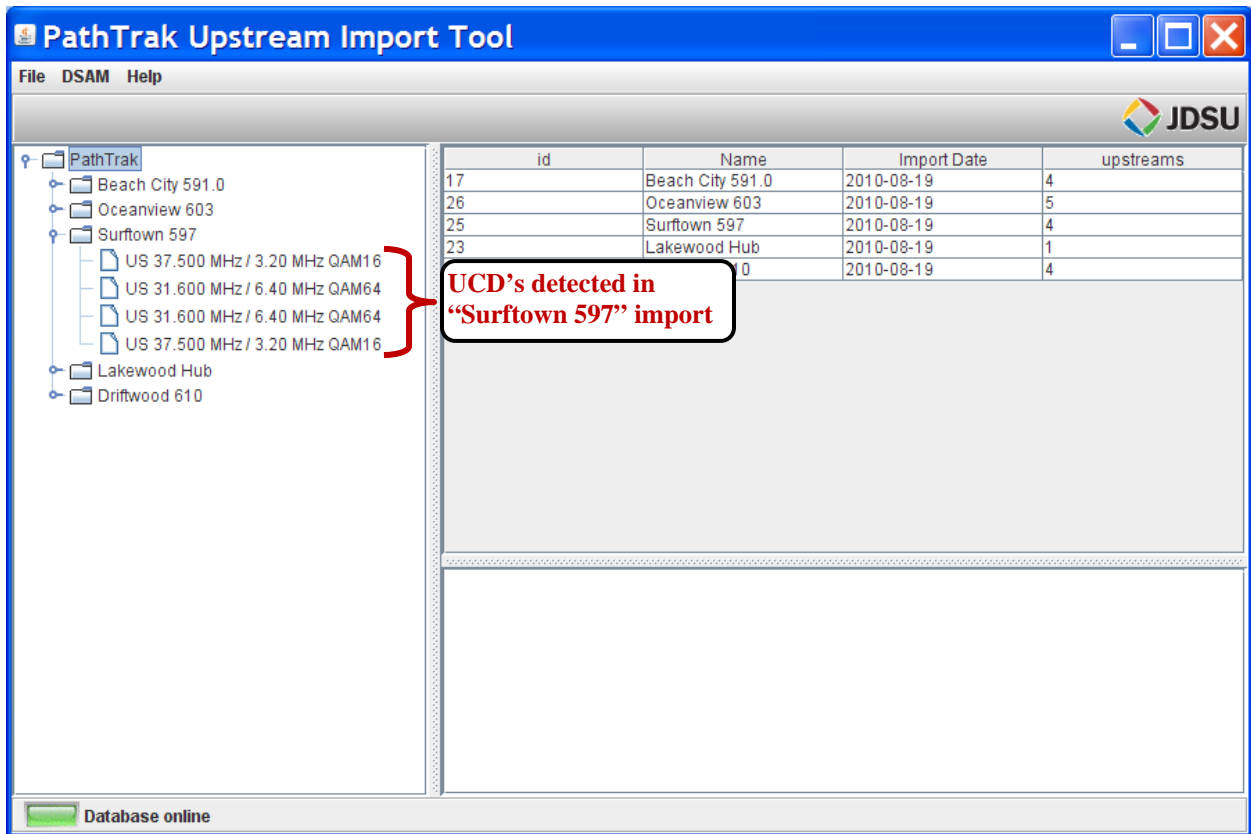 PathTrak Upstream Import Tool
File DSAM Help
JDSU
PathTrak
Beach City 591.0
Oceanview 603
Surftown 597
US 37.500 MHz / 3.20 MHz QAM16
US 31.600 MHz / 6.40 MHz QAM64
US 31.600 MHz / 6.40 MHz QAM64
US 37.500 MHz / 3.20 MHz QAM16
Lakewood Hub
Driftwood 610
id Name Import Date upstreams
17 Beach City 591.0 2010-08-19 4
26 Oceanview 603 2010-08-19 5
25 Surftown 597 2010-08-19 4
23 Lakewood Hub 2010-08-19 1
10 2010-08-19 4
UCD’s detected in
“Surftown 597” import
Database online